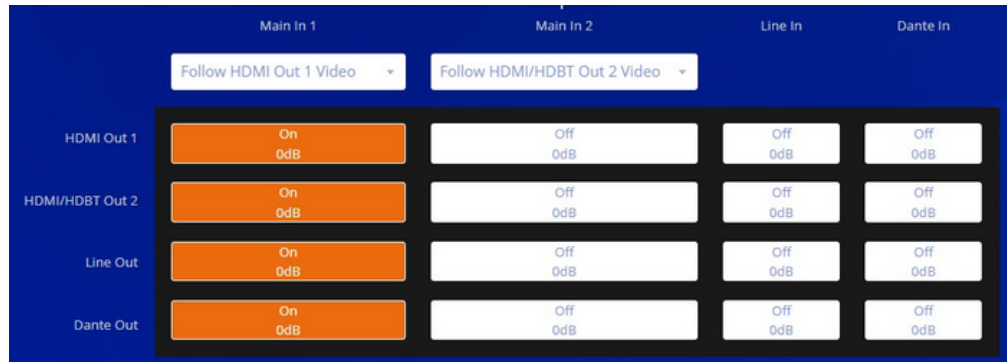 Main In 1 Main In 2 Line In Dante In
Follow HDMI Out 1 Video Follow HDMI/HDBT Out 2 Video
HDMI Out 1 On Off Off Off
0dB 0dB 0dB 0dB
HDMI/HDBT Out 2 On Off Off Off
0dB 0dB 0dB 0dB
Line Out On Off Off Off
0dB 0dB 0dB 0dB
Dante Out On Off Off Off
0dB 0dB 0dB 0dB